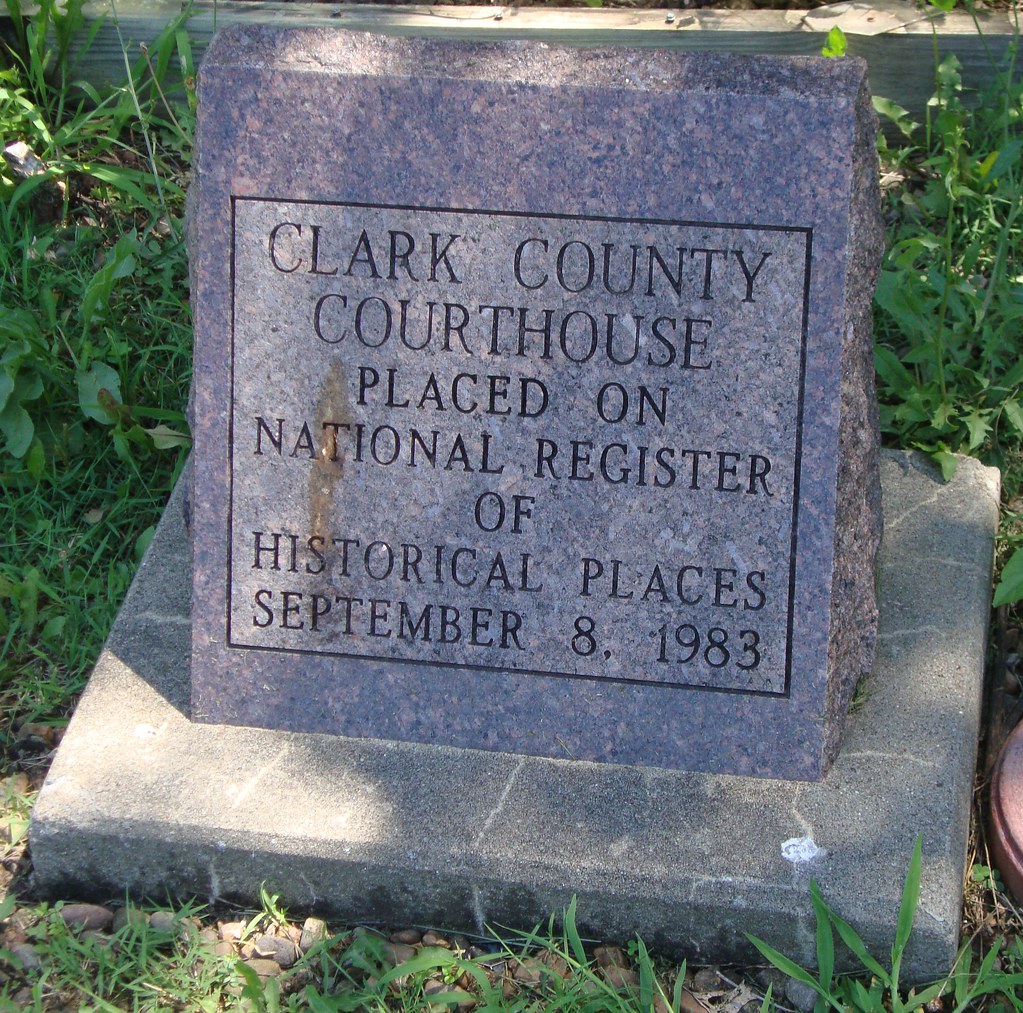 CLARK COUNTY
COURTHOUSE
PLACED ON
NATIONAL REGISTER
OF
HISTORICAL PLACES
SEPTEMBER 8, 1983